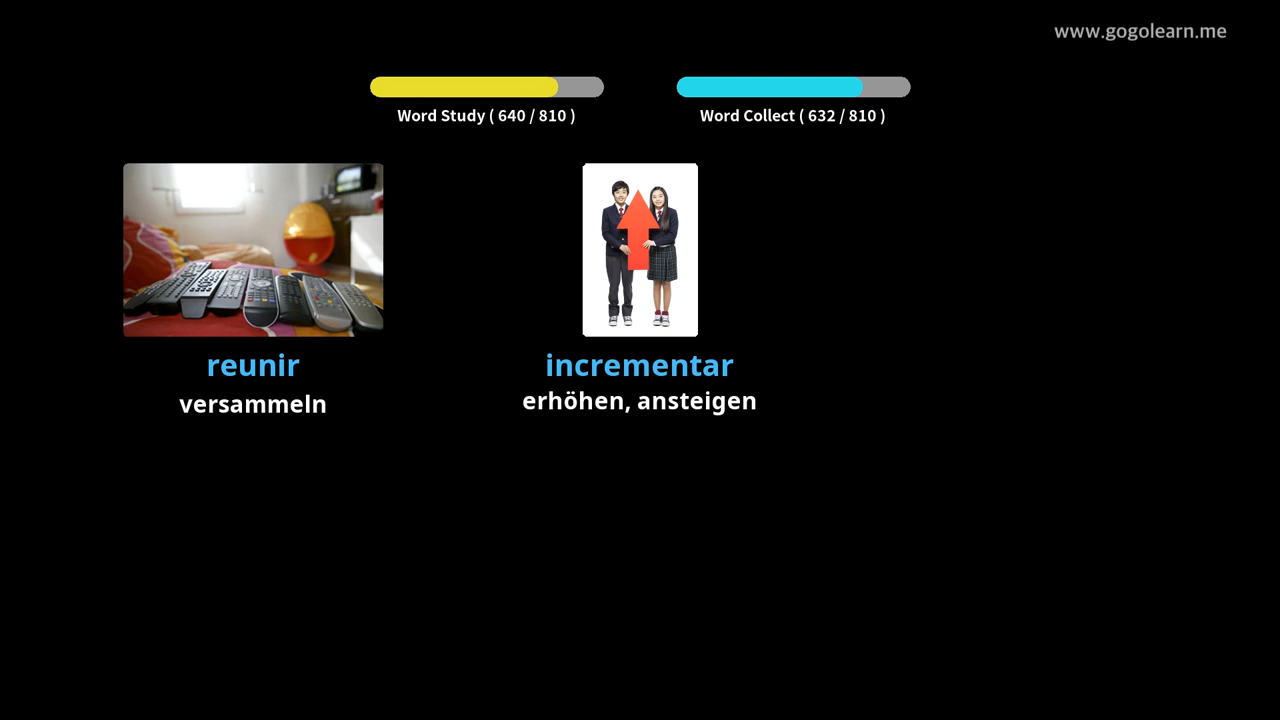 www.gogolearn.me
Word Study ( 640 / 810 )
Word Collect ( 632 / 810 )
reunir
versammeln
incrementar
erhöhen, ansteigen